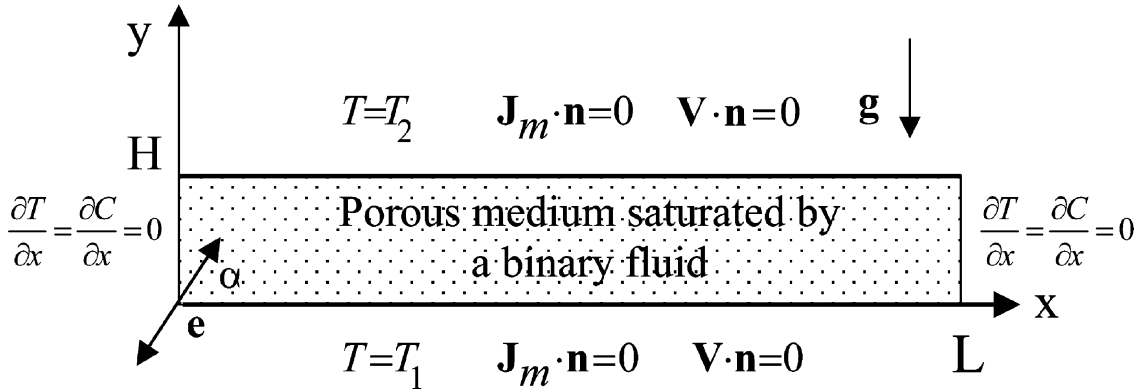 y
T=T₂ Jₘ·n=0 V·n=0 g
H
∂T/∂x=∂C/∂x=0 Porous medium saturated by ∂T/∂x=∂C/∂x=0
a binary fluid
α
e x
T=T₁ Jₘ·n=0 V·n=0 L